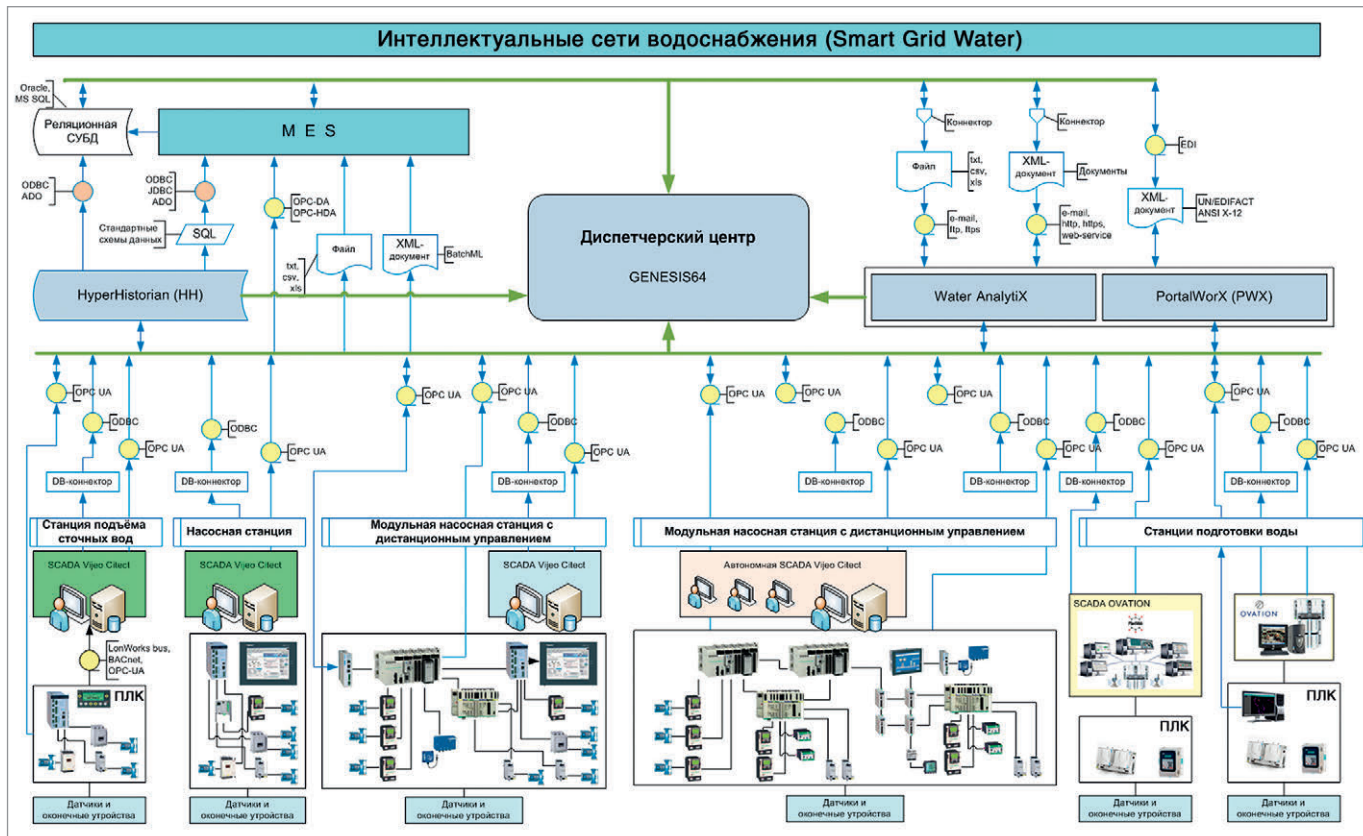 Интеллектуальные сети водоснабжения (Smart Grid Water)
Oracle,
MS SQL
Реляционная
СУБД
M E S
Коннектор
Коннектор
EDI
Файл
txt,
csv,
xls
XML-
документ
Документы
XML-
документ
UN/EDIFACT
ANSI X-12
ODBC
ADO
ODBC
JDBC
ADO
OPC-DA
OPC-HDA
Стандартные
схемы данных
SQL
Файл
txt,
csv,
xls
XML-
документ
BatchML
e-mail,
ftp, ftps
e-mail,
http, https,
web-service
Диспетчерский центр
GENESIS64
HyperHistorian (HH)
Water AnalytiX
PortalWorX (PWX)
OPC UA
OPC UA
OPC UA
OPC UA
OPC UA
OPC UA
OPC UA
OPC UA
ODBC
ODBC
ODBC
ODBC
ODBC
ODBC
ODBC
OPC UA
OPC UA
OPC UA
OPC UA
OPC UA
OPC UA
OPC UA
DB-коннектор
DB-коннектор
DB-коннектор
DB-коннектор
DB-коннектор
DB-коннектор
DB-коннектор
Станция подъёма
сточных вод
Насосная станция
Модульная насосная станция с
дистанционным управлением
Модульная насосная станция с дистанционным управлением
Станции подготовки воды
SCADA Vijeo Citect
SCADA Vijeo Citect
SCADA Vijeo Citect
Автономная SCADA Vijeo Citect
SCADA OVATION
OVATION
LonWorks bus,
BACnet,
OPC-UA
ПЛК
ПЛК
ПЛК
Датчики и
оконечные утройства
Датчики и
оконечные утройства
Датчики и
оконечные утройства
Датчики и
оконечные утройства
Датчики и
оконечные утройства
Датчики и
оконечные утройства